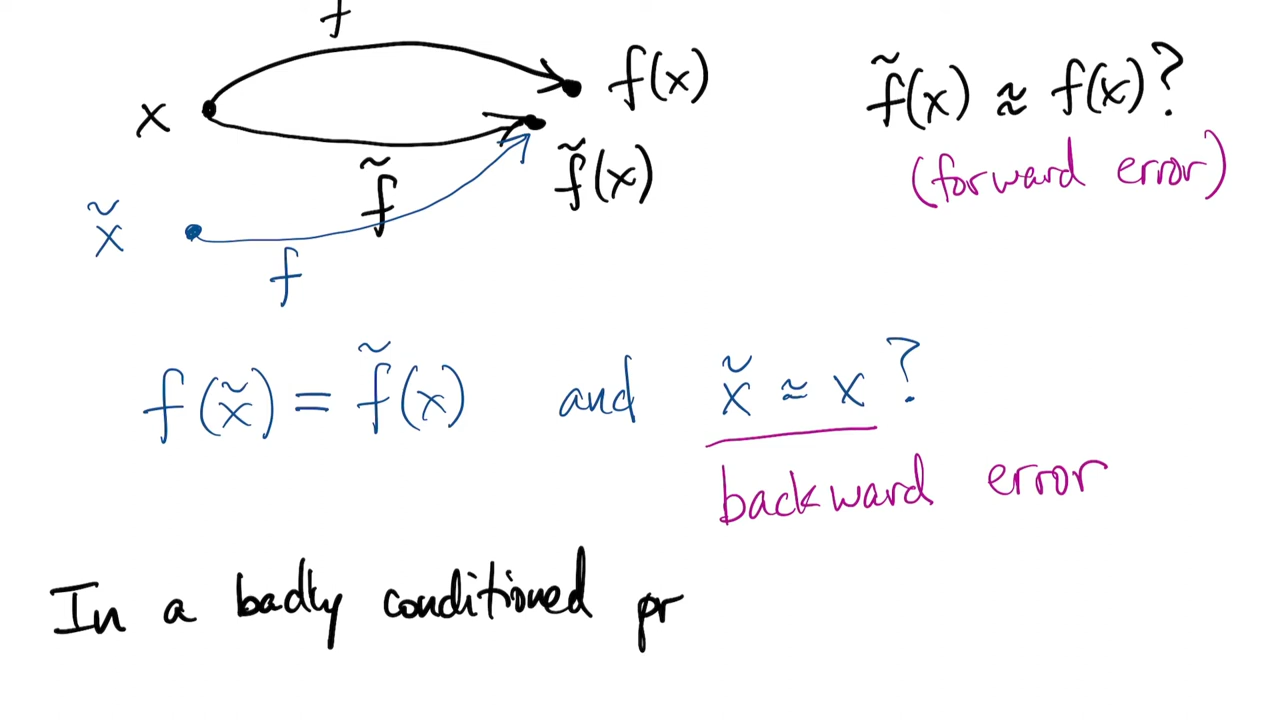 f
f(x)
f̃(x) ≈ f(x)?
x
f̃
f̃(x)
(forward error)
x̃
f
f(x̃) = f̃(x) and x̃ ≈ x?
backward error
In a badly conditioned pr